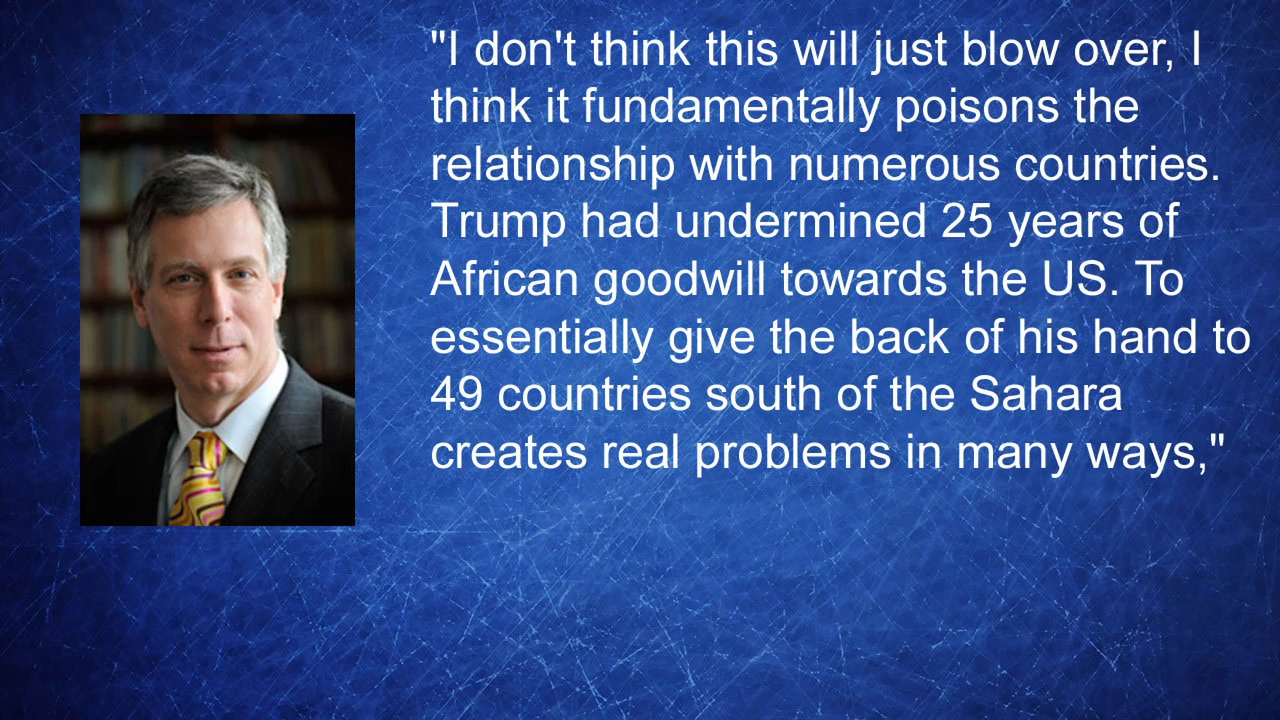 "I don't think this will just blow over, I
think it fundamentally poisons the
relationship with numerous countries.
Trump had undermined 25 years of
African goodwill towards the US. To
essentially give the back of his hand to
49 countries south of the Sahara
creates real problems in many ways,"